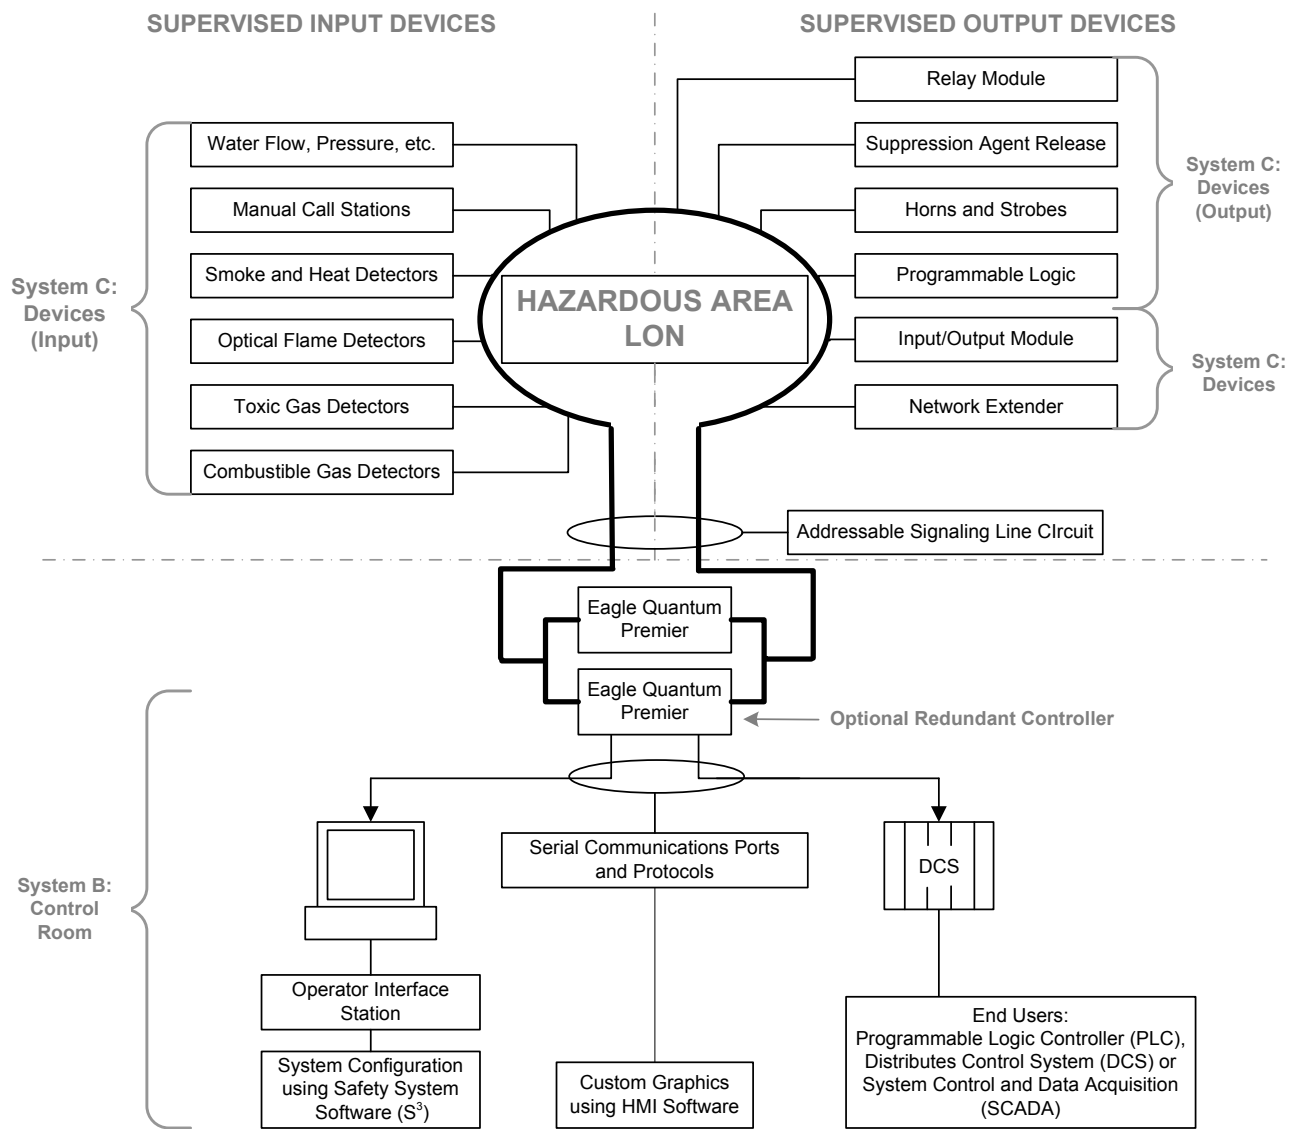 SUPERVISED INPUT DEVICES
SUPERVISED OUTPUT DEVICES
Water Flow, Pressure, etc.
Manual Call Stations
Smoke and Heat Detectors
Optical Flame Detectors
Toxic Gas Detectors
Combustible Gas Detectors
System C:
Devices
(Input)
HAZARDOUS AREA
LON
Relay Module
Suppression Agent Release
Horns and Strobes
Programmable Logic
Input/Output Module
Network Extender
System C:
Devices
(Output)
System C:
Devices
Addressable Signaling Line CIrcuit
Eagle Quantum
Premier
Eagle Quantum
Premier
Optional Redundant Controller
System B:
Control
Room
Serial Communications Ports
and Protocols
DCS
Operator Interface
Station
System Configuration
using Safety System
Software (S³)
Custom Graphics
using HMI Software
End Users:
Programmable Logic Controller (PLC),
Distributes Control System (DCS) or
System Control and Data Acquisition
(SCADA)